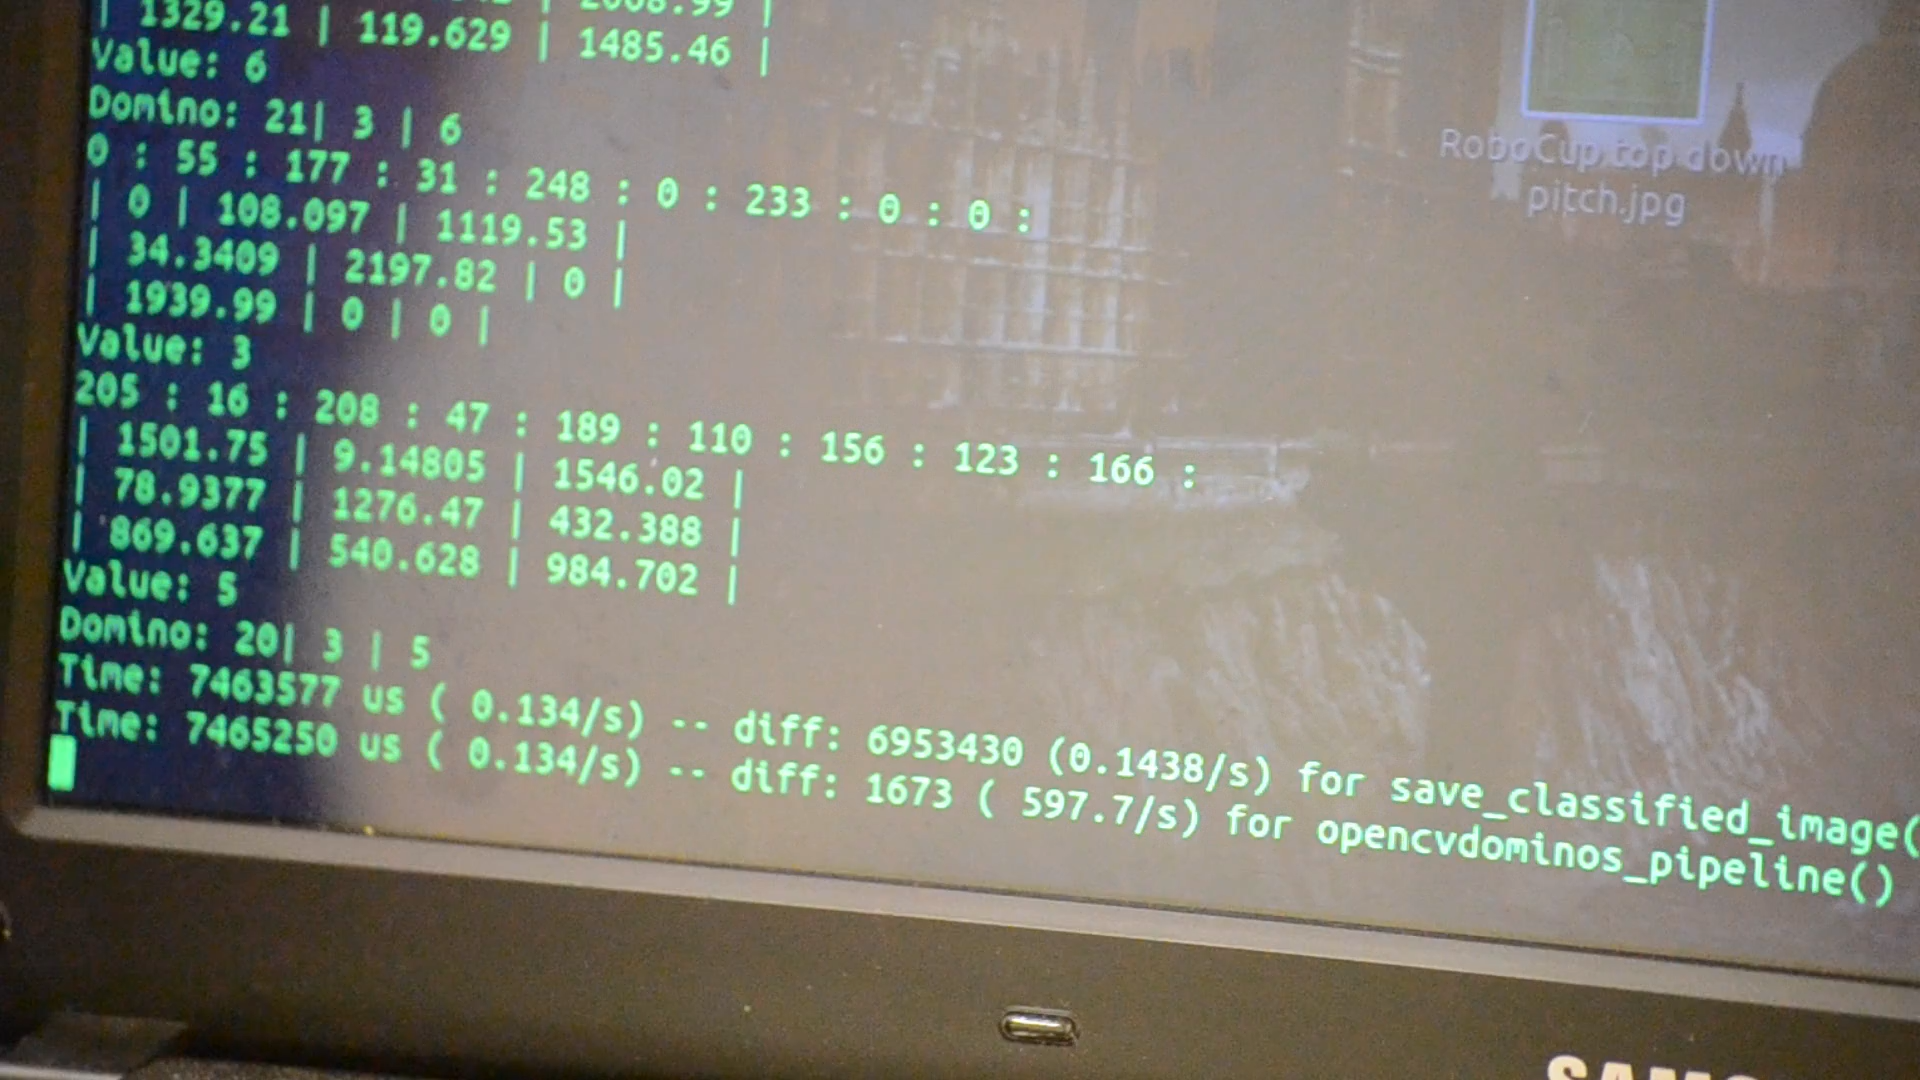 2008.99 |
| 1329.21 | 119.629 | 1485.46 |
Value: 6
Domino: 21| 3 | 6
0 : 55 : 177 : 31 : 248 : 0 : 233 : 0 : 0 :
| 0 | 108.097 | 1119.53 |
| 34.3409 | 2197.82 | 0 |
| 1939.99 | 0 | 0 |
Value: 3
205 : 16 : 208 : 47 : 189 : 110 : 156 : 123 : 166 :
| 1501.75 | 9.14805 | 1546.02 |
| 78.9377 | 1276.47 | 432.388 |
| 869.637 | 540.628 | 984.702 |
Value: 5
Domino: 20| 3 | 5
Time: 7463577 us ( 0.134/s) -- diff: 6953430 (0.1438/s) for save_classified_image(
Time: 7465250 us ( 0.134/s) -- diff: 1673 ( 597.7/s) for opencvdominos_pipeline()
RoboCup top down
pitch.jpg